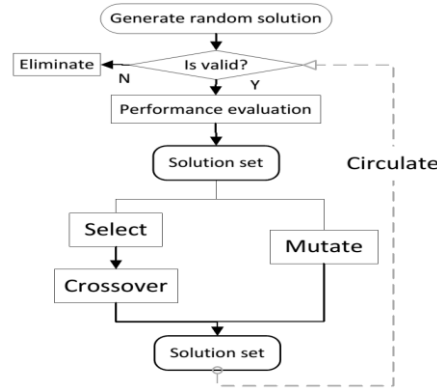 Generate random solution
Is valid?
Eliminate
N
Y
Performance evaluation
Solution set
Circulate
Select
Mutate
Crossover
Solution set